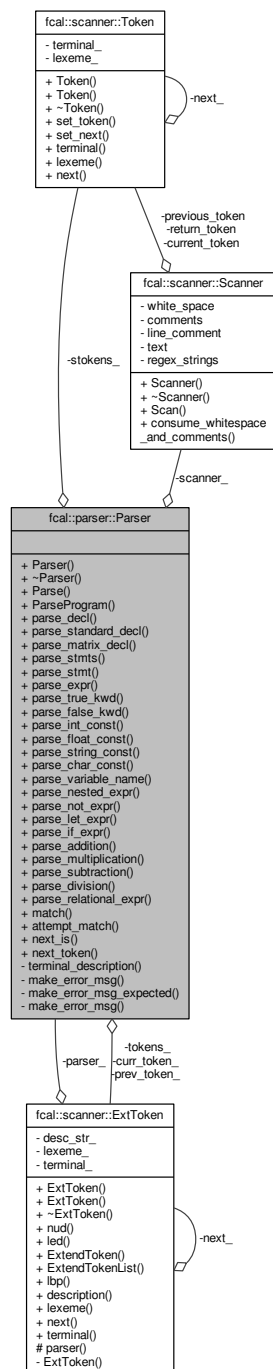 fcal::scanner::Token
- terminal_
- lexeme_
+ Token()
+ Token()
+ ~Token()
+ set_token()
+ set_next()
+ terminal()
+ lexeme()
+ next()
-next_
-previous_token
-return_token
-current_token
fcal::scanner::Scanner
- white_space
- comments
- line_comment
- text
- regex_strings
+ Scanner()
+ ~Scanner()
+ Scan()
+ consume_whitespace
_and_comments()
-stokens_
-scanner_
fcal::parser::Parser
+ Parser()
+ ~Parser()
+ Parse()
+ ParseProgram()
+ parse_decl()
+ parse_standard_decl()
+ parse_matrix_decl()
+ parse_stmts()
+ parse_stmt()
+ parse_expr()
+ parse_true_kwd()
+ parse_false_kwd()
+ parse_int_const()
+ parse_float_const()
+ parse_string_const()
+ parse_char_const()
+ parse_variable_name()
+ parse_nested_expr()
+ parse_not_expr()
+ parse_let_expr()
+ parse_if_expr()
+ parse_addition()
+ parse_multiplication()
+ parse_subtraction()
+ parse_division()
+ parse_relational_expr()
+ match()
+ attempt_match()
+ next_is()
+ next_token()
- terminal_description()
- make_error_msg()
- make_error_msg_expected()
- make_error_msg()
-parser_
-tokens_
-curr_token_
-prev_token_
fcal::scanner::ExtToken
- desc_str_
- lexeme_
- terminal_
+ ExtToken()
+ ExtToken()
+ ~ExtToken()
+ nud()
+ led()
+ ExtendToken()
+ ExtendTokenList()
+ lbp()
+ description()
+ lexeme()
+ next()
+ terminal()
# parser()
- ExtToken()
-next_